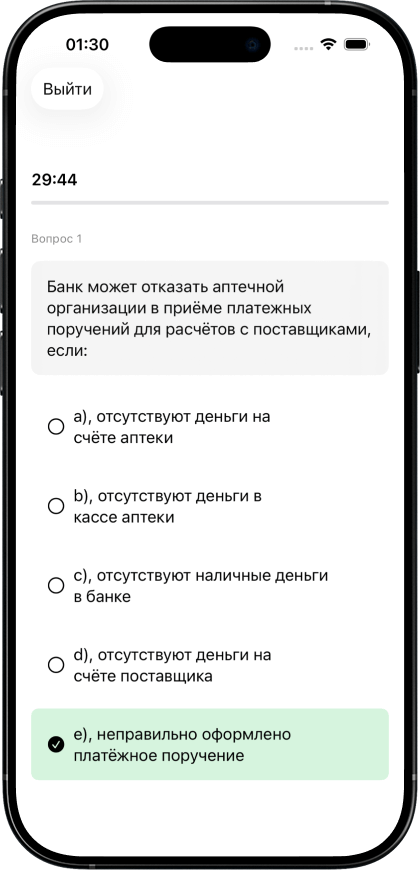 01:30
Выйти
29:44
Вопрос 1
Банк может отказать аптечной
организации в приёме платежных
поручений для расчётов с поставщиками,
если:
a), отсутствуют деньги на
счёте аптеки
b), отсутствуют деньги в
кассе аптеки
c), отсутствуют наличные деньги
в банке
d), отсутствуют деньги на
счёте поставщика
e), неправильно оформлено
платёжное поручение